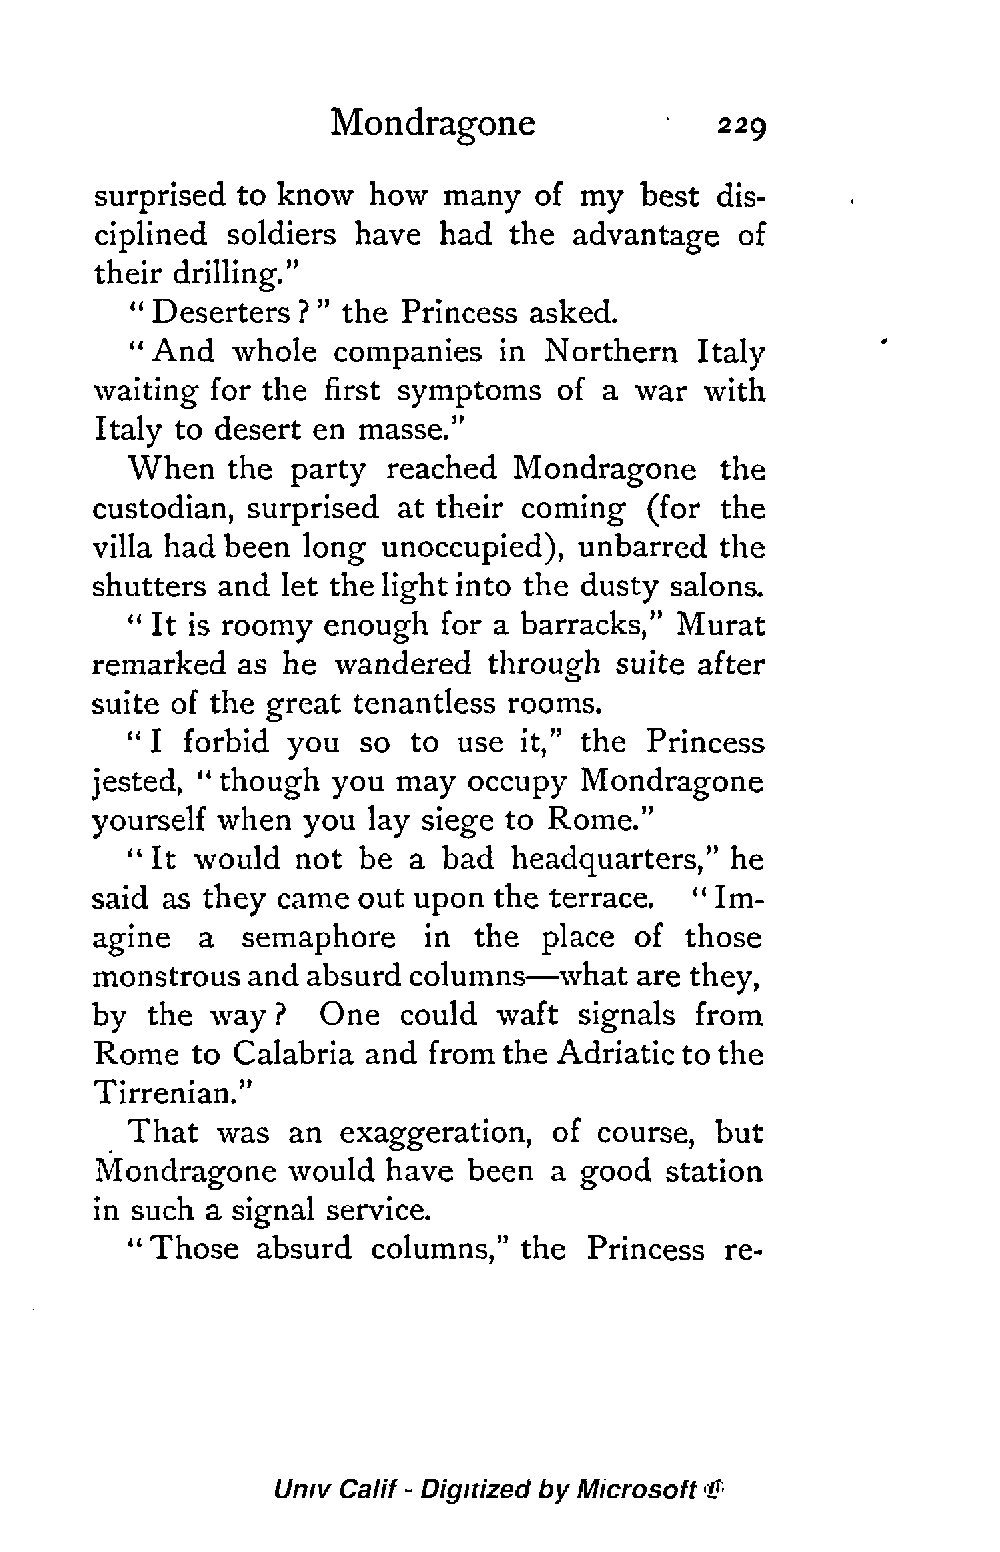 Mondragone 229
surprised to know how many of my best dis-
ciplined soldiers have had the advantage of
their drilling."
"Deserters?" the Princess asked.
"And whole companies in Northern Italy
waiting for the first symptoms of a war with
Italy to desert en masse."
When the party reached Mondragone the
custodian, surprised at their coming (for the
villa had been long unoccupied), unbarred the
shutters and let the light into the dusty salons.
"It is roomy enough for a barracks," Murat
remarked as he wandered through suite after
suite of the great tenantless rooms.
"I forbid you so to use it," the Princess
jested, "though you may occupy Mondragone
yourself when you lay siege to Rome."
"It would not be a bad headquarters," he
said as they came out upon the terrace. "Im-
agine a semaphore in the place of those
monstrous and absurd columns—what are they,
by the way? One could waft signals from
Rome to Calabria and from the Adriatic to the
Tirrenian."
That was an exaggeration, of course, but
Mondragone would have been a good station
in such a signal service.
"Those absurd columns," the Princess re-
Univ Calif - Digitized by Microsoft ®